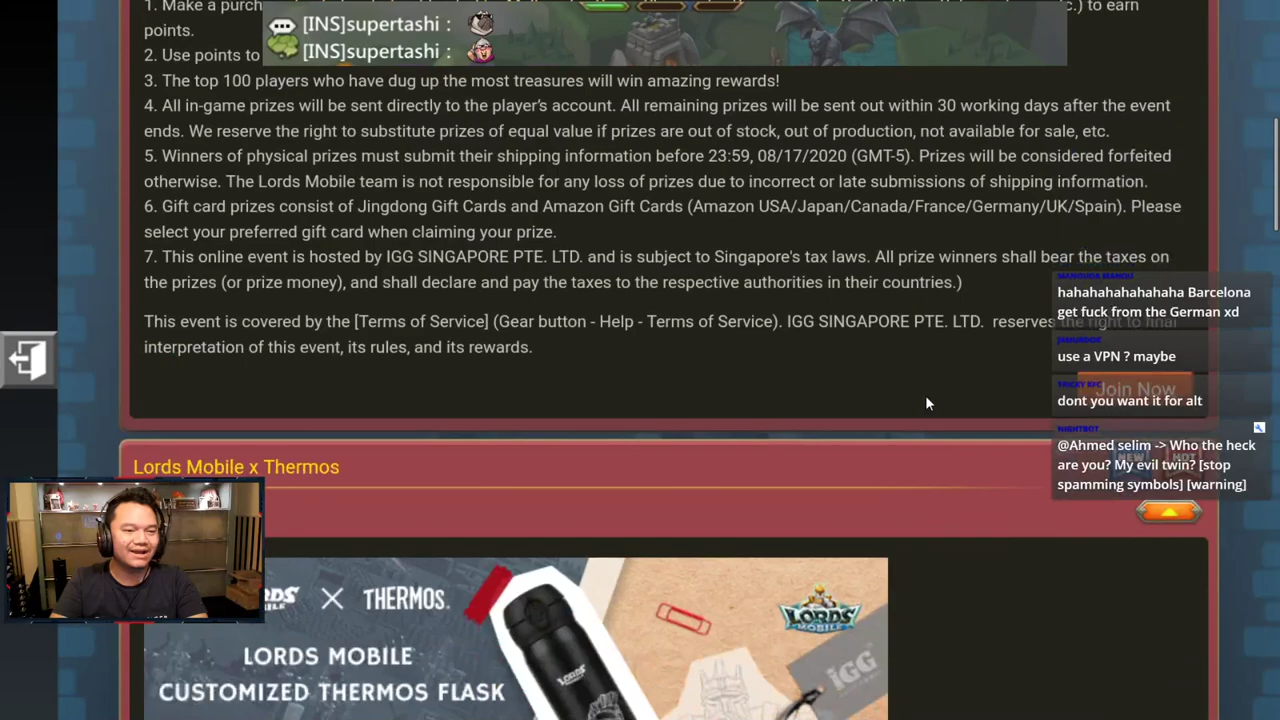 1. Make a purch
c.) to earn
points.
[INS]supertashi :
2. Use points to
[INS]supertashi :
3. The top 100 players who have dug up the most treasures will win amazing rewards!
4. All in-game prizes will be sent directly to the player's account. All remaining prizes will be sent out within 30 working days after the event
ends. We reserve the right to substitute prizes of equal value if prizes are out of stock, out of production, not available for sale, etc.
5. Winners of physical prizes must submit their shipping information before 23:59, 08/17/2020 (GMT-5). Prizes will be considered forfeited
otherwise. The Lords Mobile team is not responsible for any loss of prizes due to incorrect or late submissions of shipping information.
6. Gift card prizes consist of Jingdong Gift Cards and Amazon Gift Cards (Amazon USA/Japan/Canada/France/Germany/UK/Spain). Please
select your preferred gift card when claiming your prize.
7. This online event is hosted by IGG SINGAPORE PTE. LTD. and is subject to Singapore's tax laws. All prize winners shall bear the taxes on
the prizes (or prize money), and shall declare and pay the taxes to the respective authorities in their countries.)
This event is covered by the [Terms of Service] (Gear button - Help - Terms of Service). IGG SINGAPORE PTE. LTD. reserves the right to final
interpretation of this event, its rules, and its rewards.
Join Now
hahahahahahaha Barcelona
get fuck from the German xd
use a VPN ? maybe
dont you want it for alt
NIGHTBOT
@Ahmed selim -> Who the heck
are you? My evil twin? [stop
spamming symbols] [warning]
NEW
HOT
Lords Mobile x Thermos
THERMOS.
LORDS MOBILE
CUSTOMIZED THERMOS FLASK
LORDS
LORDS
MOBILE
IGG